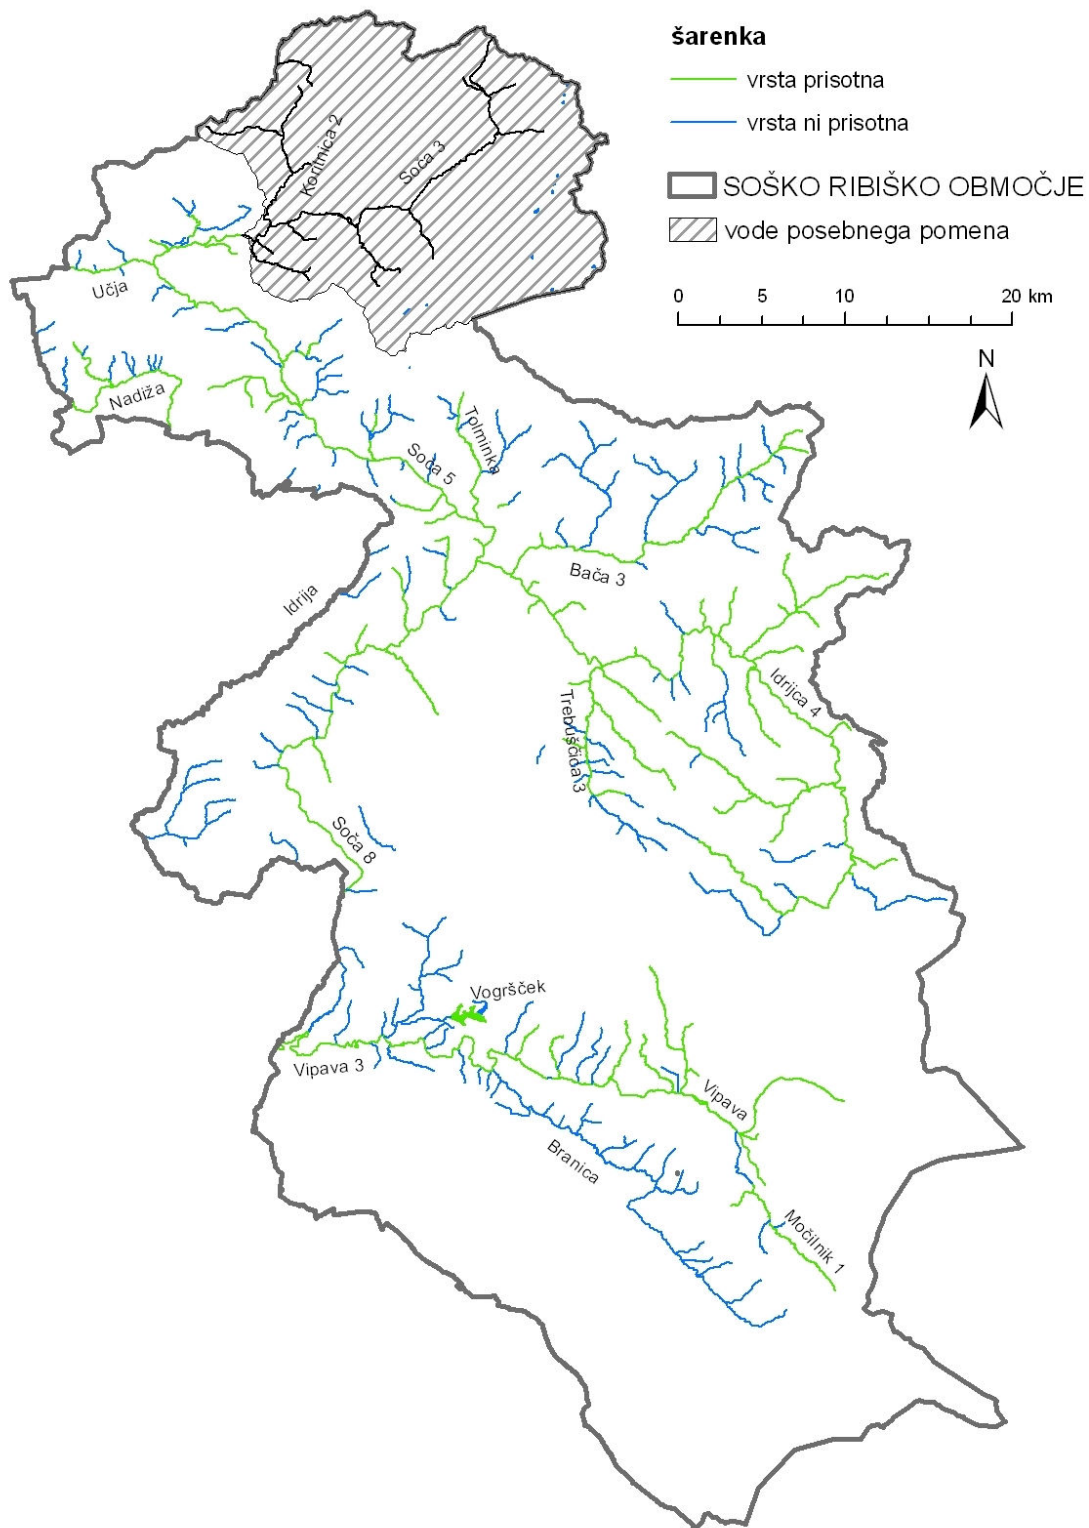 šarenka
vrsta prisotna
vrsta ni prisotna
SOŠKO RIBIŠKO OBMOČJE
vode posebnega pomena
0 5 10 20 km
N
Koritnica 2
Soča 3
Učja
Nadiža
Tolminka
Soča 5
Bača 3
Idrija
Idrijca 4
Trebuščica 3
Soča 8
Vogršček
Vipava 3
Vipava
Branica
Močilnik 1